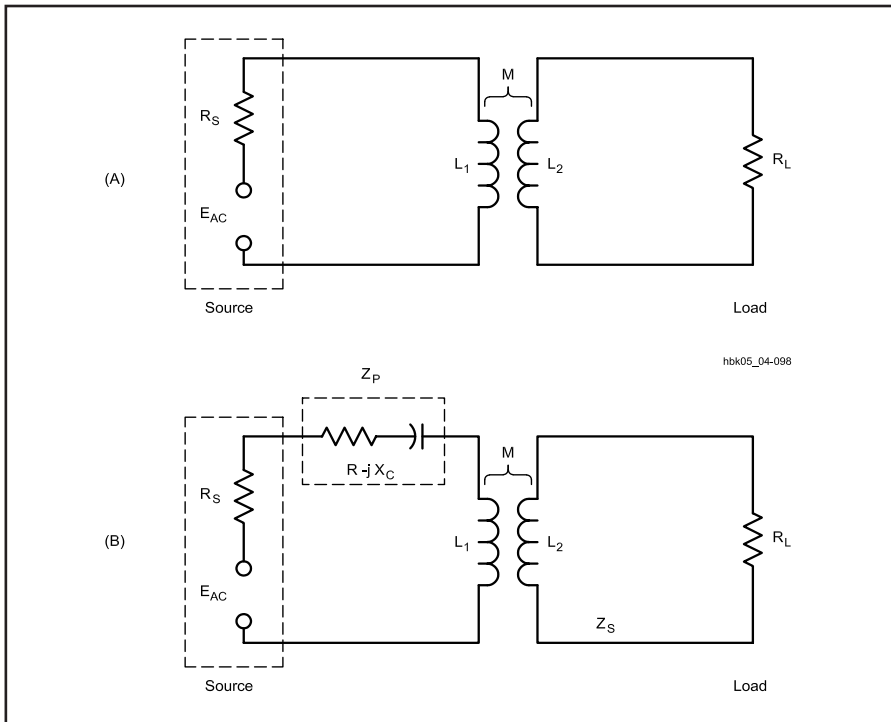 M
R_S
L_1 L_2
R_L
(A)
E_AC
Source Load
hbk05_04-098
Z_P
R -j X_C
M
R_S
L_1 L_2
R_L
(B)
E_AC
Z_S
Source Load